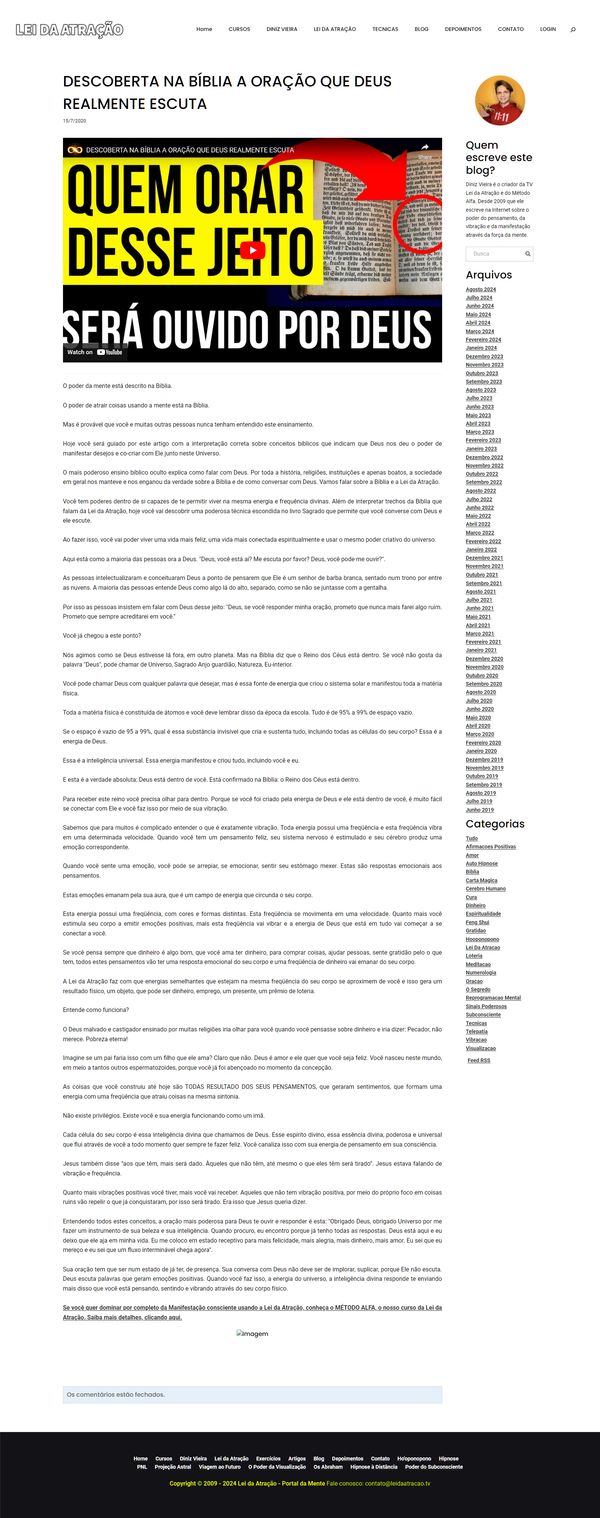 LEI DA ATRAÇÃO
Home CURSOS DINIZ VIEIRA LEI DA ATRAÇÃO TECNICAS BLOG DEPOIMENTOS CONTATO LOGIN
DESCOBERTA NA BÍBLIA A ORAÇÃO QUE DEUS
REALMENTE ESCUTA
15/7/2020
DESCOBERTA NA BÍBLIA A ORAÇÃO QUE DEUS REALMENTE ESCUTA
QUEM ORAR
DESSE JEITO
SERÁ OUVIDO POR DEUS
Watch on YouTube
O poder da mente está descrito na Bíblia.
O poder de atrair coisas usando a mente está na Bíblia.
Mas é provável que você e muitas outras pessoas nunca tenham entendido este ensinamento.
Hoje você será guiado por este artigo com a interpretação correta sobre conceitos bíblicos que indicam que Deus nos deu o poder de
manifestar desejos e co-criar com Ele junto neste Universo.
O mais poderoso ensino bíblico oculto explica como falar com Deus. Por toda a história, religiões, instituições e apenas boatos, a sociedade
em geral nos manteve e nos enganou da verdade sobre a Bíblia e de como conversar com Deus. Vamos falar sobre a Bíblia e a Lei da Atração.
Você tem poderes dentro de si capazes de te permitir viver na mesma energia e frequência divinas. Além de interpretar trechos da Bíblia que
falam da Lei da Atração, hoje você vai descobrir uma poderosa técnica escondida no livro Sagrado que permite que você converse com Deus e
ele escute.
Ao fazer isso, você vai poder viver uma vida mais feliz, uma vida mais conectada espiritualmente e usar o mesmo poder criativo do universo.
Aqui está como a maioria das pessoas ora a Deus. "Deus, você está aí? Me escuta por favor? Deus, você pode me ouvir?".
As pessoas intelectualizaram e conceituaram Deus a ponto de pensarem que Ele é um senhor de barba branca, sentado num trono por entre
as nuvens. A maioria das pessoas entende Deus como algo lá do alto, separado, como se não se juntasse com a gentalha.
Por isso as pessoas insistem em falar com Deus desse jeito: "Deus, se você responder minha oração, prometo que nunca mais farei algo ruim.
Prometo que sempre acreditarei em você."
Você já chegou a este ponto?
Nós agimos como se Deus estivesse lá fora, em outro planeta. Mas na Bíblia diz que o Reino dos Céus está dentro. Se você não gosta da
palavra "Deus", pode chamar de Universo, Sagrado Anjo guardião, Natureza, Eu-interior.
Você pode chamar Deus com qualquer palavra que desejar, mas é essa fonte de energia que criou o sistema solar e manifestou toda a matéria
física.
Toda a matéria física é constituída de átomos e você deve lembrar disso da época da escola. Tudo é de 95% a 99% de espaço vazio.
Se o espaço é vazio de 95 a 99%, qual é essa substância invisível que cria e sustenta tudo, incluindo todas as células do seu corpo? Essa é a
energia de Deus.
Essa é a inteligência universal. Essa energia manifestou e criou tudo, incluindo você e eu.
E esta é a verdade absoluta: Deus está dentro de você. Está confirmado na Bíblia: o Reino dos Céus está dentro.
Para receber este reino você precisa olhar para dentro. Porque se você foi criado pela energia de Deus e ele está dentro de você, é muito fácil
se conectar com Ele e você faz isso por meio de sua vibração.
Sabemos que para muitos é complicado entender o que é exatamente vibração. Toda energia possui uma freqüência e esta freqüência vibra
em uma determinada velocidade. Quando você tem um pensamento feliz, seu sistema nervoso é estimulado e seu cérebro produz uma
emoção correspondente.
Quando você sente uma emoção, você pode se arrepiar, se emocionar, sentir seu estômago mexer. Estas são respostas emocionais aos
pensamentos.
Estas emoções emanam pela sua aura, que é um campo de energia que circunda o seu corpo.
Esta energia possui uma freqüência, com cores e formas distintas. Esta freqüência se movimenta em uma velocidade. Quanto mais você
estimula seu corpo a emitir emoções positivas, mais esta freqüência vai vibrar e a energia de Deus que está em tudo vai começar a se
conectar a você.
Se você pensa sempre que dinheiro é algo bom, que você ama ter dinheiro, para comprar coisas, ajudar pessoas, sente gratidão pelo o que
tem, todos estes pensamentos vão ter uma resposta emocional do seu corpo e uma freqüência de dinheiro vai emanar do seu corpo.
A Lei da Atração faz com que energias semelhantes que estejam na mesma freqüência do seu corpo se aproximem de você e isso gera um
resultado físico, um objeto, que pode ser dinheiro, emprego, um presente, um prêmio de loteria.
Entende como funciona?
O Deus malvado e castigador ensinado por muitas religiões iria olhar para você quando você pensasse sobre dinheiro e iria dizer: Pecador, não
merece. Pobreza eterna!
Imagine se um pai faria isso com um filho que ele ama? Claro que não. Deus é amor e ele quer que você seja feliz. Você nasceu neste mundo,
em meio a tantos outros espermatozoides, porque você já foi abençoado no momento da concepção.
As coisas que você construiu até hoje são TODAS RESULTADO DOS SEUS PENSAMENTOS, que geraram sentimentos, que formam uma
energia com uma freqüência que atraiu coisas na mesma sintonia.
Não existe privilégios. Existe você e sua energia funcionando como um imã.
Cada célula do seu corpo é essa inteligência divina que chamamos de Deus. Esse espírito divino, essa essência divina, poderosa e universal
que flui através de você a todo momento quer sempre te fazer feliz. Você canaliza isso com sua energia de pensamento em sua consciência.
Jesus também disse "aos que têm, mais será dado. Àqueles que não têm, até mesmo o que eles têm será tirado". Jesus estava falando de
vibração e frequência.
Quanto mais vibrações positivas você tiver, mais você vai receber. Aqueles que não tem vibração positiva, por meio do próprio foco em coisas
ruins vão repelir o que já conquistaram, por isso será tirado. Era isso que Jesus queria dizer.
Entendendo todos estes conceitos, a oração mais poderosa para Deus te ouvir e responder é esta: "Obrigado Deus, obrigado Universo por me
fazer um instrumento de sua beleza e sua inteligência. Quando procuro, eu encontro porque já tenho todas as respostas. Deus está aqui e eu
deixo que ele aja em minha vida. Eu me coloco em estado receptivo para mais felicidade, mais alegria, mais dinheiro, mais amor. Eu sei que eu
mereço e eu sei que um fluxo interminável chega agora".
Sua oração tem que ser num estado de já ter, de presença. Sua conversa com Deus não deve ser de implorar, suplicar, porque Ele não escuta.
Deus escuta palavras que geram emoções positivas. Quando você faz isso, a energia do universo, a inteligência divina responde te enviando
mais disso que você está pensando, sentindo e vibrando através do seu corpo físico.
Se você quer dominar por completo da Manifestação consciente usando a Lei da Atração, conheça o MÉTODO ALFA, o nosso curso da Lei da
Atração. Saiba mais detalhes, clicando aqui.
Imagem
Os comentários estão fechados.
11:11
Quem
escreve este
blog?
Diniz Vieira é o criador da TV
Lei da Atração e do Método
Alfa. Desde 2009 que ele
escreve na internet sobre o
poder do pensamento, da
vibração e da manifestação
através da força da mente.
Busca
Arquivos
Agosto 2024
Julho 2024
Junho 2024
Maio 2024
Abril 2024
Março 2024
Fevereiro 2024
Janeiro 2024
Dezembro 2023
Novembro 2023
Outubro 2023
Setembro 2023
Agosto 2023
Julho 2023
Junho 2023
Maio 2023
Abril 2023
Março 2023
Fevereiro 2023
Janeiro 2023
Dezembro 2022
Novembro 2022
Outubro 2022
Setembro 2022
Agosto 2022
Julho 2022
Junho 2022
Maio 2022
Abril 2022
Março 2022
Fevereiro 2022
Janeiro 2022
Dezembro 2021
Novembro 2021
Outubro 2021
Setembro 2021
Agosto 2021
Julho 2021
Junho 2021
Maio 2021
Abril 2021
Março 2021
Fevereiro 2021
Janeiro 2021
Dezembro 2020
Novembro 2020
Outubro 2020
Setembro 2020
Agosto 2020
Julho 2020
Junho 2020
Maio 2020
Abril 2020
Março 2020
Fevereiro 2020
Janeiro 2020
Dezembro 2019
Novembro 2019
Outubro 2019
Setembro 2019
Agosto 2019
Julho 2019
Junho 2019
Categorias
Tudo
Afirmacoes Positivas
Amor
Auto Hipnose
Biblia
Carta Magica
Cerebro Humano
Cura
Dinheiro
Espiritualidade
Feng Shui
Gratidao
Hooponopono
Lei Da Atracao
Loteria
Meditacao
Numerologia
Oracao
O Segredo
Reprogramacao Mental
Sinais Poderosos
Subconsciente
Tecnicas
Telepatia
Vibracao
Visualizacao
Feed RSS
Home Cursos Diniz Vieira Lei da Atração Exercícios Artigos Blog Depoimentos Contato Ho'oponopono Hipnose
PNL Projeção Astral Viagem ao Futuro O Poder da Visualização Os Abraham Hipnose à Distância Poder do Subconsciente
Copyright © 2009 - 2024 Lei da Atração - Portal da Mente Fale conosco: contato@leidaatracao.tv